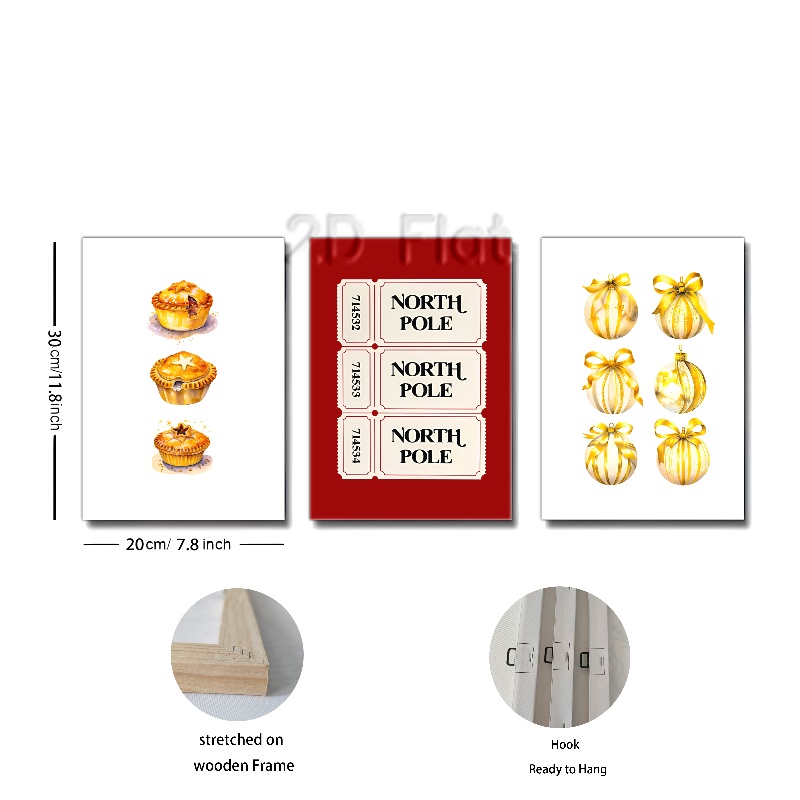 2D Flat
714532
NORTH
POLE
714533
NORTH
POLE
714534
NORTH
POLE
30cm/11.8inch
20cm/ 7.8 inch
stretched on
wooden Frame
Hook
Ready to Hang